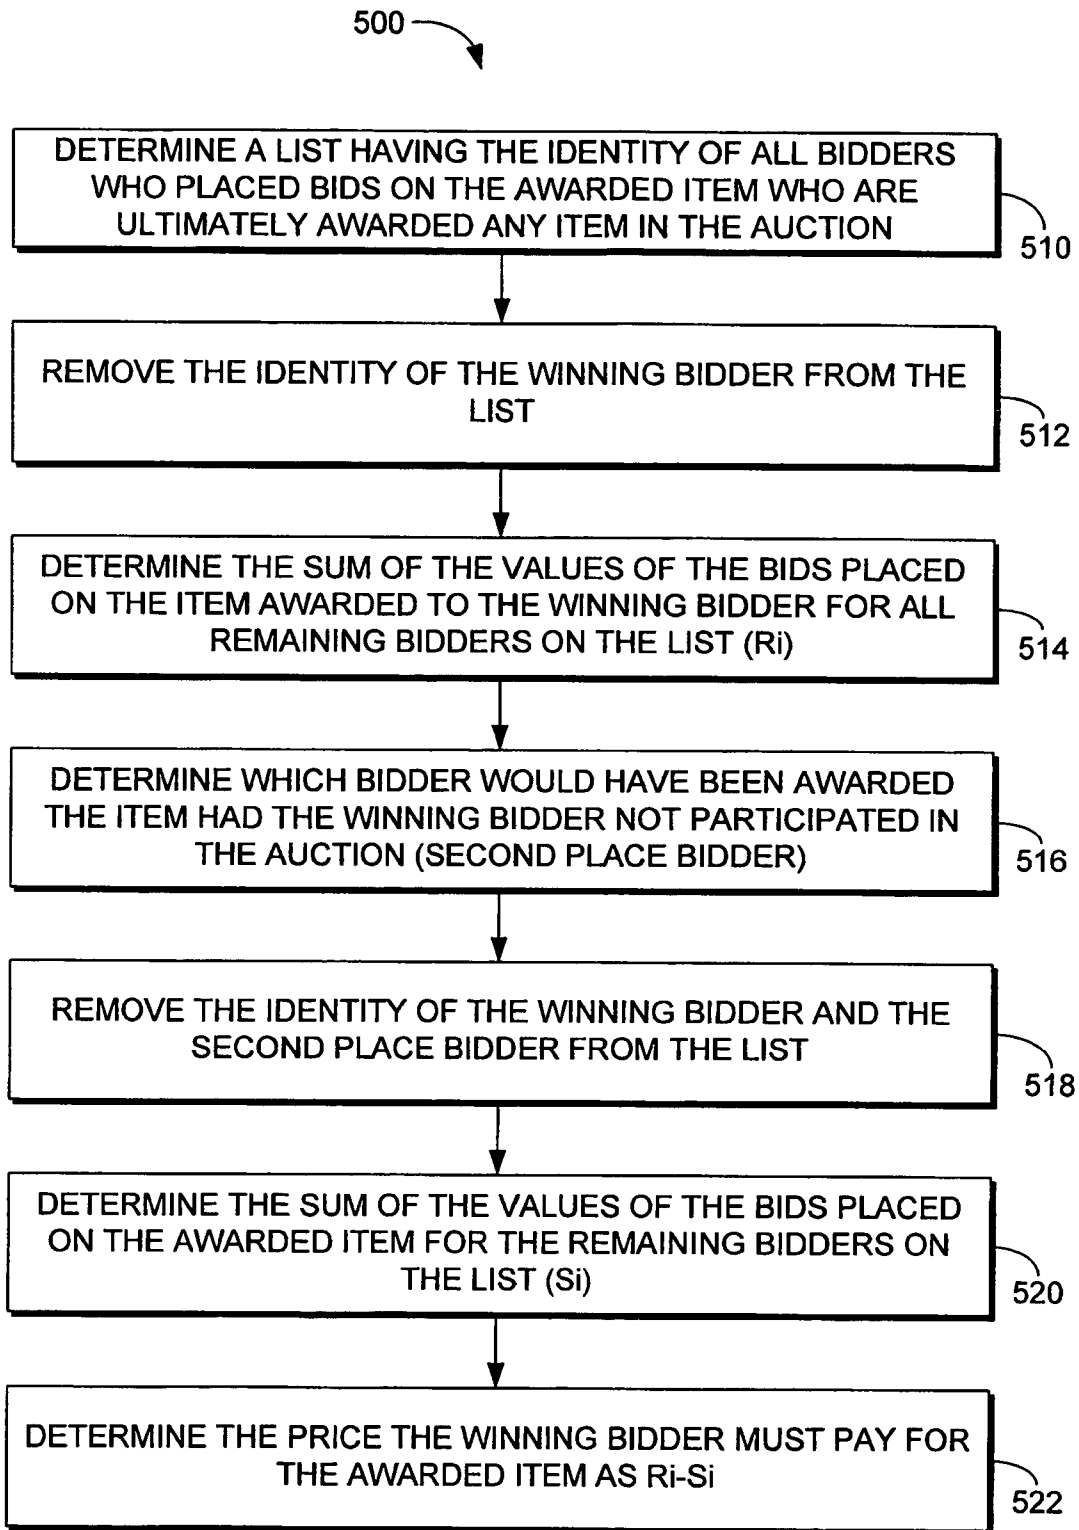 500
DETERMINE A LIST HAVING THE IDENTITY OF ALL BIDDERS
WHO PLACED BIDS ON THE AWARDED ITEM WHO ARE
ULTIMATELY AWARDED ANY ITEM IN THE AUCTION
510
REMOVE THE IDENTITY OF THE WINNING BIDDER FROM THE
LIST
512
DETERMINE THE SUM OF THE VALUES OF THE BIDS PLACED
ON THE ITEM AWARDED TO THE WINNING BIDDER FOR ALL
REMAINING BIDDERS ON THE LIST (Ri)
514
DETERMINE WHICH BIDDER WOULD HAVE BEEN AWARDED
THE ITEM HAD THE WINNING BIDDER NOT PARTICIPATED IN
THE AUCTION (SECOND PLACE BIDDER)
516
REMOVE THE IDENTITY OF THE WINNING BIDDER AND THE
SECOND PLACE BIDDER FROM THE LIST
518
DETERMINE THE SUM OF THE VALUES OF THE BIDS PLACED
ON THE AWARDED ITEM FOR THE REMAINING BIDDERS ON
THE LIST (Si)
520
DETERMINE THE PRICE THE WINNING BIDDER MUST PAY FOR
THE AWARDED ITEM AS Ri-Si
522